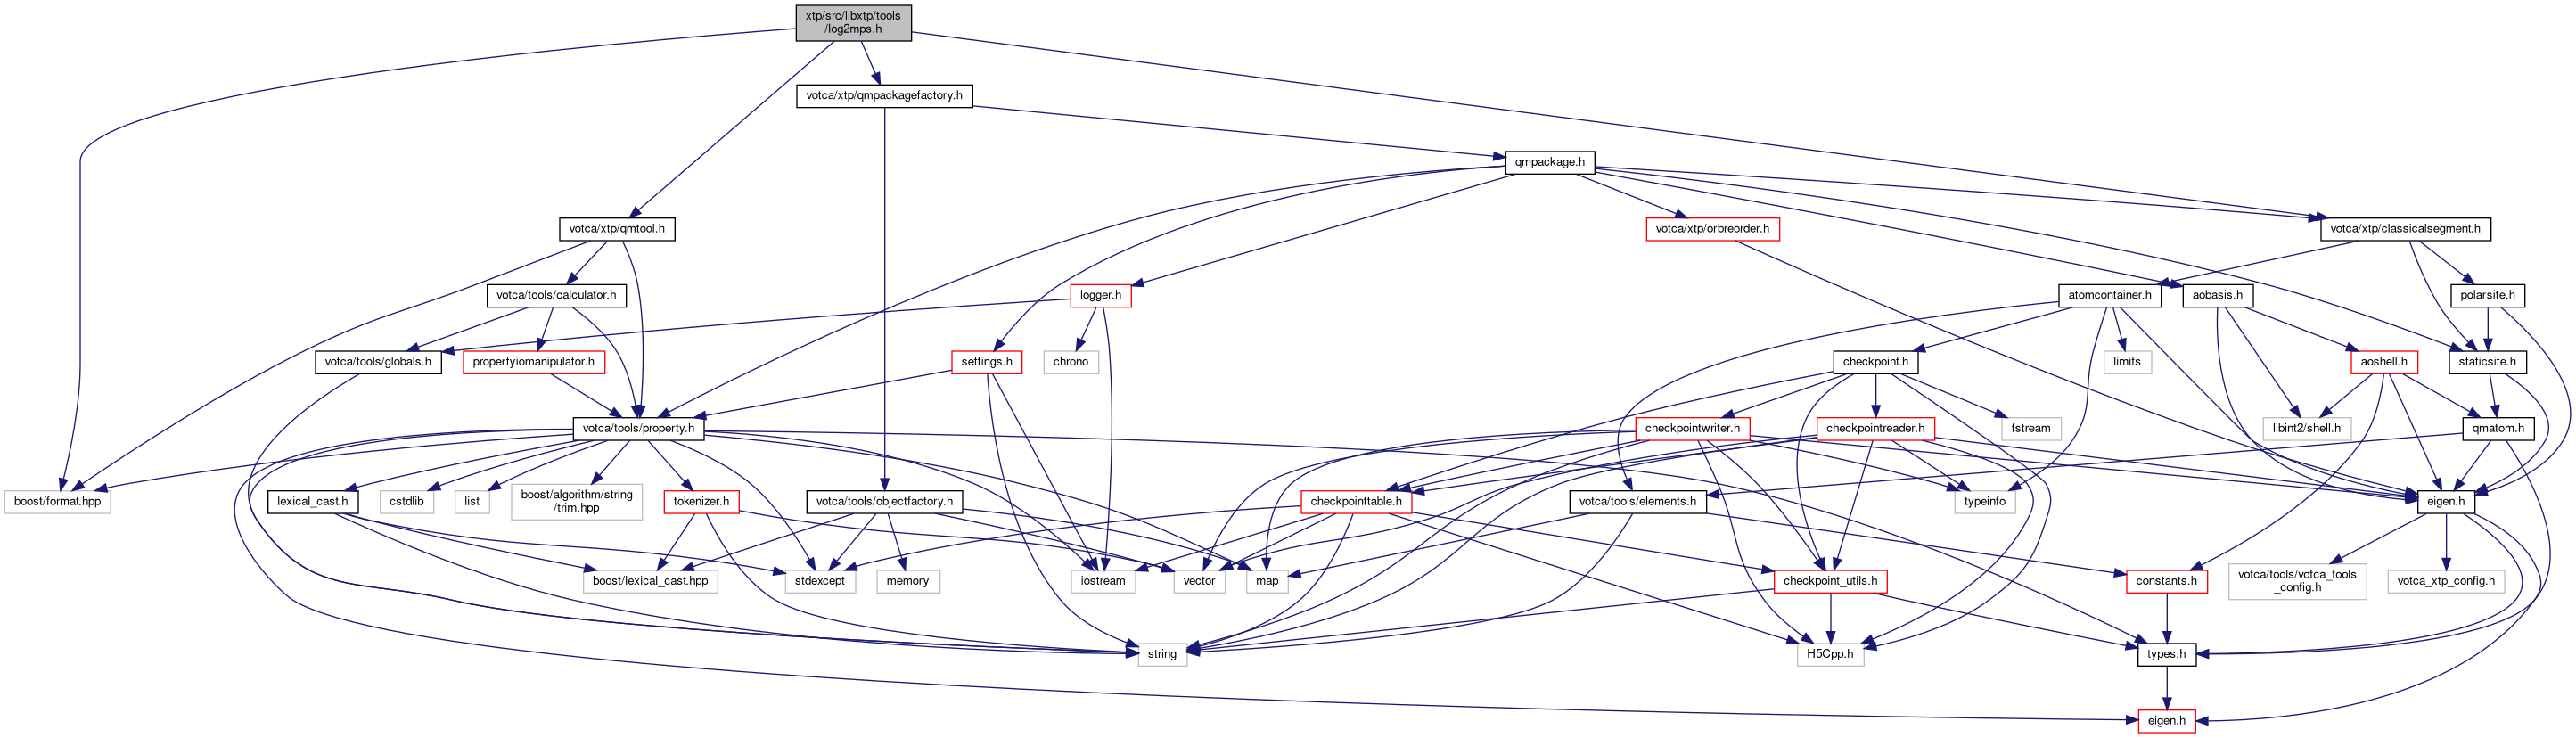 xtp/src/libxtp/tools
/log2mps.h
votca/xtp/qmpackagefactory.h
qmpackage.h
votca/xtp/qmtool.h
votca/xtp/orbreorder.h
votca/xtp/classicalsegment.h
votca/tools/calculator.h
logger.h
atomcontainer.h
aobasis.h
polarsite.h
votca/tools/globals.h
propertyiomanipulator.h
settings.h
chrono
checkpoint.h
limits
aoshell.h
staticsite.h
votca/tools/property.h
checkpointwriter.h
checkpointreader.h
fstream
libint2/shell.h
qmatom.h
boost/format.hpp
lexical_cast.h
cstdlib
list
boost/algorithm/string
/trim.hpp
tokenizer.h
votca/tools/objectfactory.h
checkpointtable.h
votca/tools/elements.h
typeinfo
eigen.h
boost/lexical_cast.hpp
stdexcept
memory
iostream
vector
map
checkpoint_utils.h
constants.h
votca/tools/votca_tools
_config.h
votca_xtp_config.h
string
H5Cpp.h
types.h
eigen.h